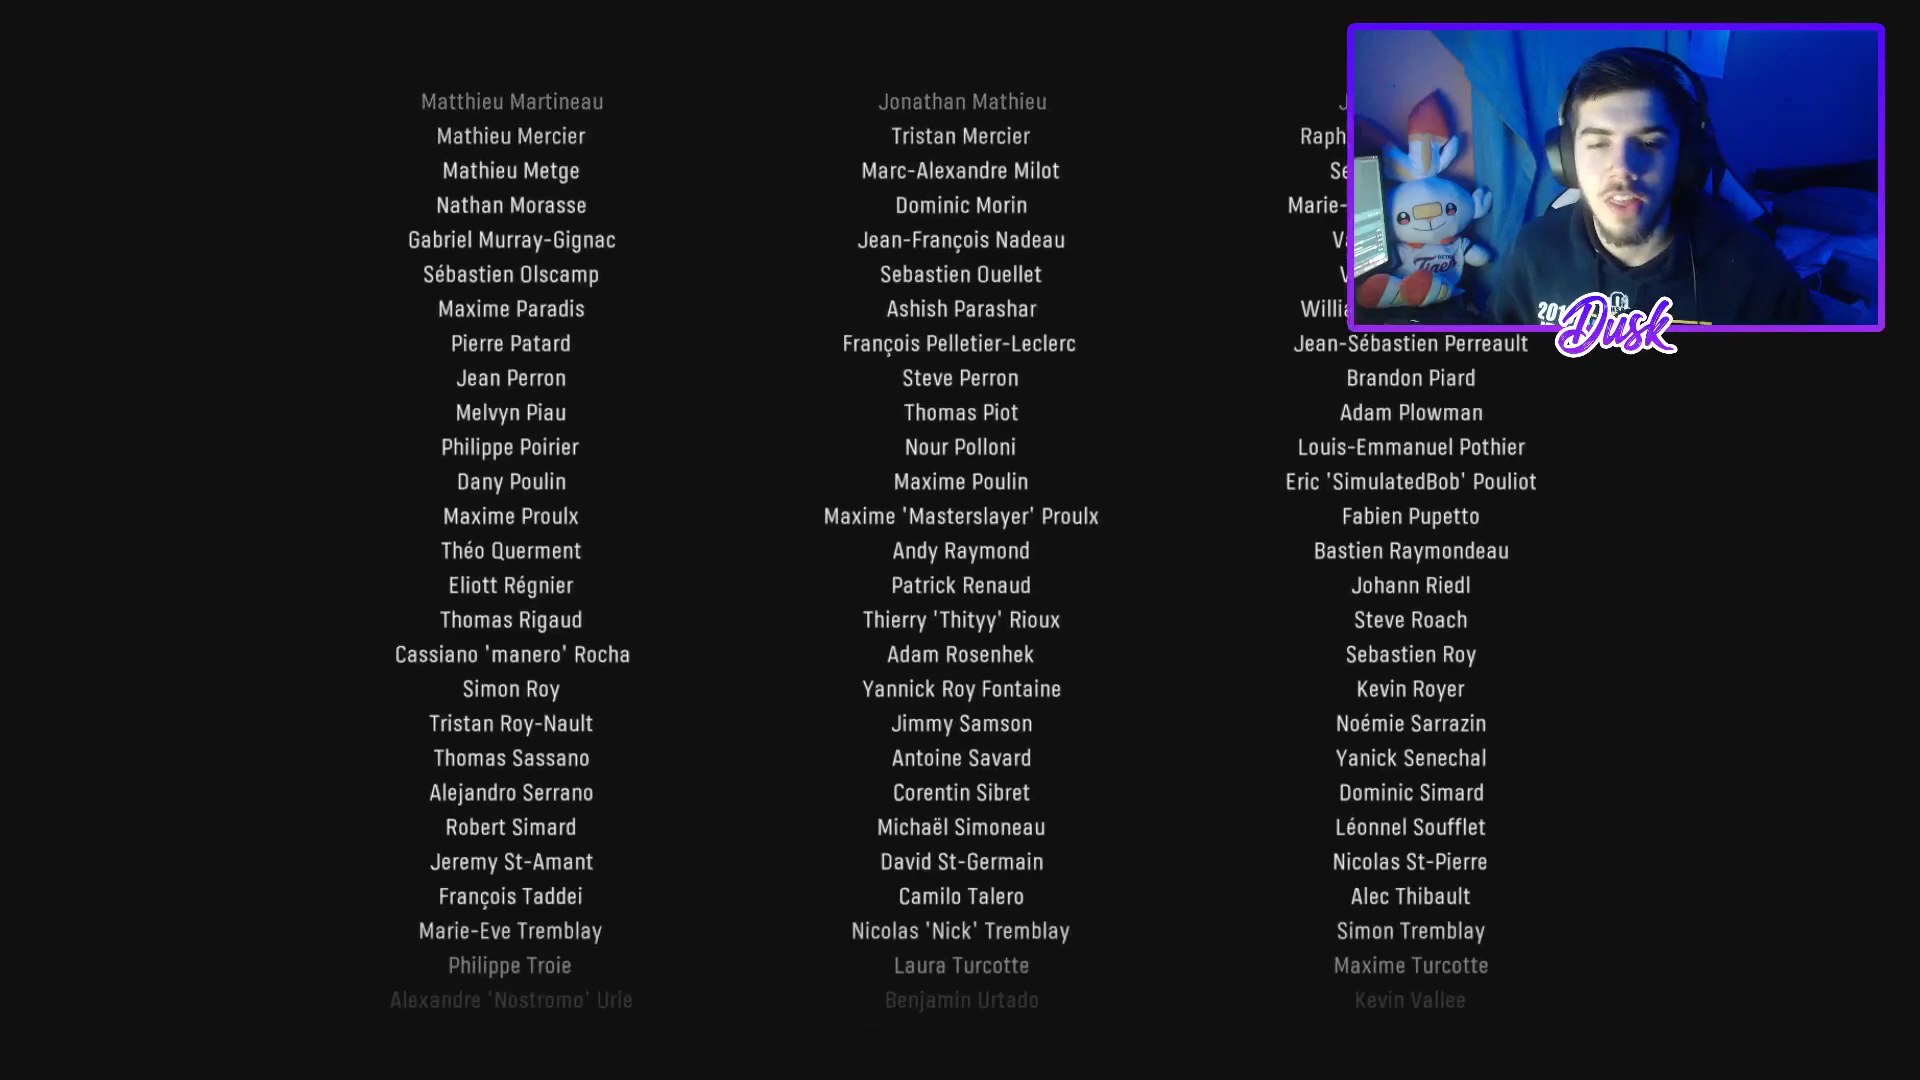 Matthieu Martineau Jonathan Mathieu
Mathieu Mercier Tristan Mercier
Mathieu Metge Marc-Alexandre Milot
Nathan Morasse Dominic Morin Marie-
Gabriel Murray-Gignac Jean-François Nadeau
Sébastien Olscamp Sebastien Ouellet
Maxime Paradis Ashish Parashar
Pierre Patard François Pelletier-Leclerc Jean-Sébastien Perreault
Jean Perron Steve Perron Brandon Piard
Melvyn Piau Thomas Piot Adam Plowman
Philippe Poirier Nour Polloni Louis-Emmanuel Pothier
Dany Poulin Maxime Poulin Eric 'SimulatedBob' Pouliot
Maxime Proulx Maxime 'Masterslayer' Proulx Fabien Pupetto
Théo Querment Andy Raymond Bastien Raymondeau
Eliott Régnier Patrick Renaud Johann Riedl
Thomas Rigaud Thierry 'Thityy' Rioux Steve Roach
Cassiano 'manero' Rocha Adam Rosenhek Sebastien Roy
Simon Roy Yannick Roy Fontaine Kevin Royer
Tristan Roy-Nault Jimmy Samson Noémie Sarrazin
Thomas Sassano Antoine Savard Yanick Senechal
Alejandro Serrano Corentin Sibret Dominic Simard
Robert Simard Michaël Simoneau Léonnel Soufflet
Jeremy St-Amant David St-Germain Nicolas St-Pierre
François Taddei Camilo Talero Alec Thibault
Marie-Eve Tremblay Nicolas 'Nick' Tremblay Simon Tremblay
Philippe Troie Laura Turcotte Maxime Turcotte
Alexandre 'Nostromo' Urie Benjamin Urtado Kevin Vallee
Tigers
Dusk